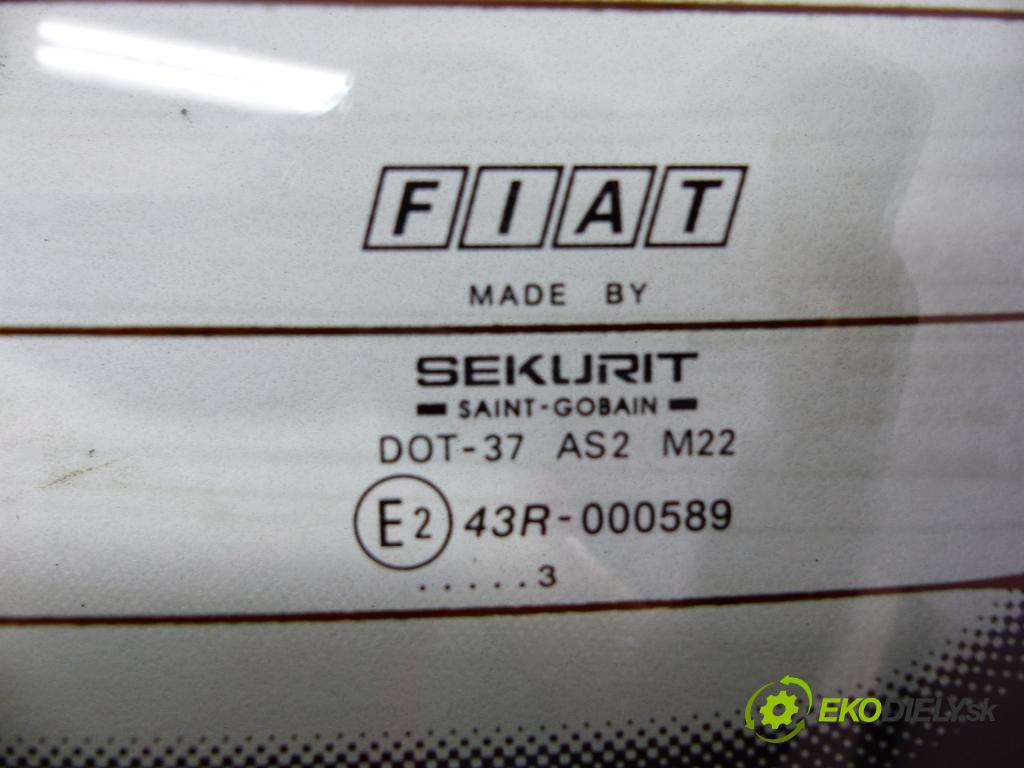 FIAT
MADE BY
SEKURIT
SAINT-GOBAIN
DOT-37 AS2 M22
E2 43R-000589
.....3
EKODIELY.sk